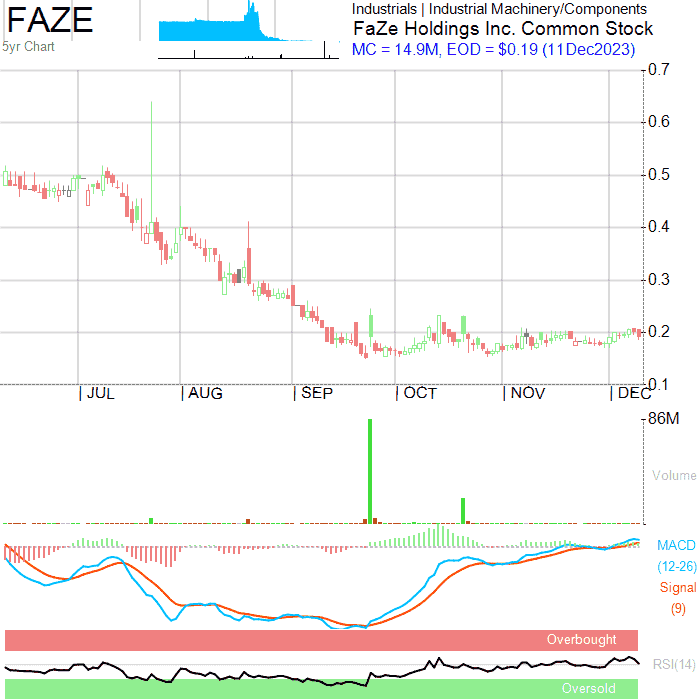 FAZE
5yr Chart
Industrials | Industrial Machinery/Components
FaZe Holdings Inc. Common Stock
MC = 14.9M, EOD = $0.19 (11Dec2023)
0.7
0.6
0.5
0.4
0.3
0.2
0.1
| JUL | AUG | SEP | OCT | NOV | DEC
86M
Volume
MACD
(12-26)
Signal
(9)
Overbought
RSI(14)
Oversold